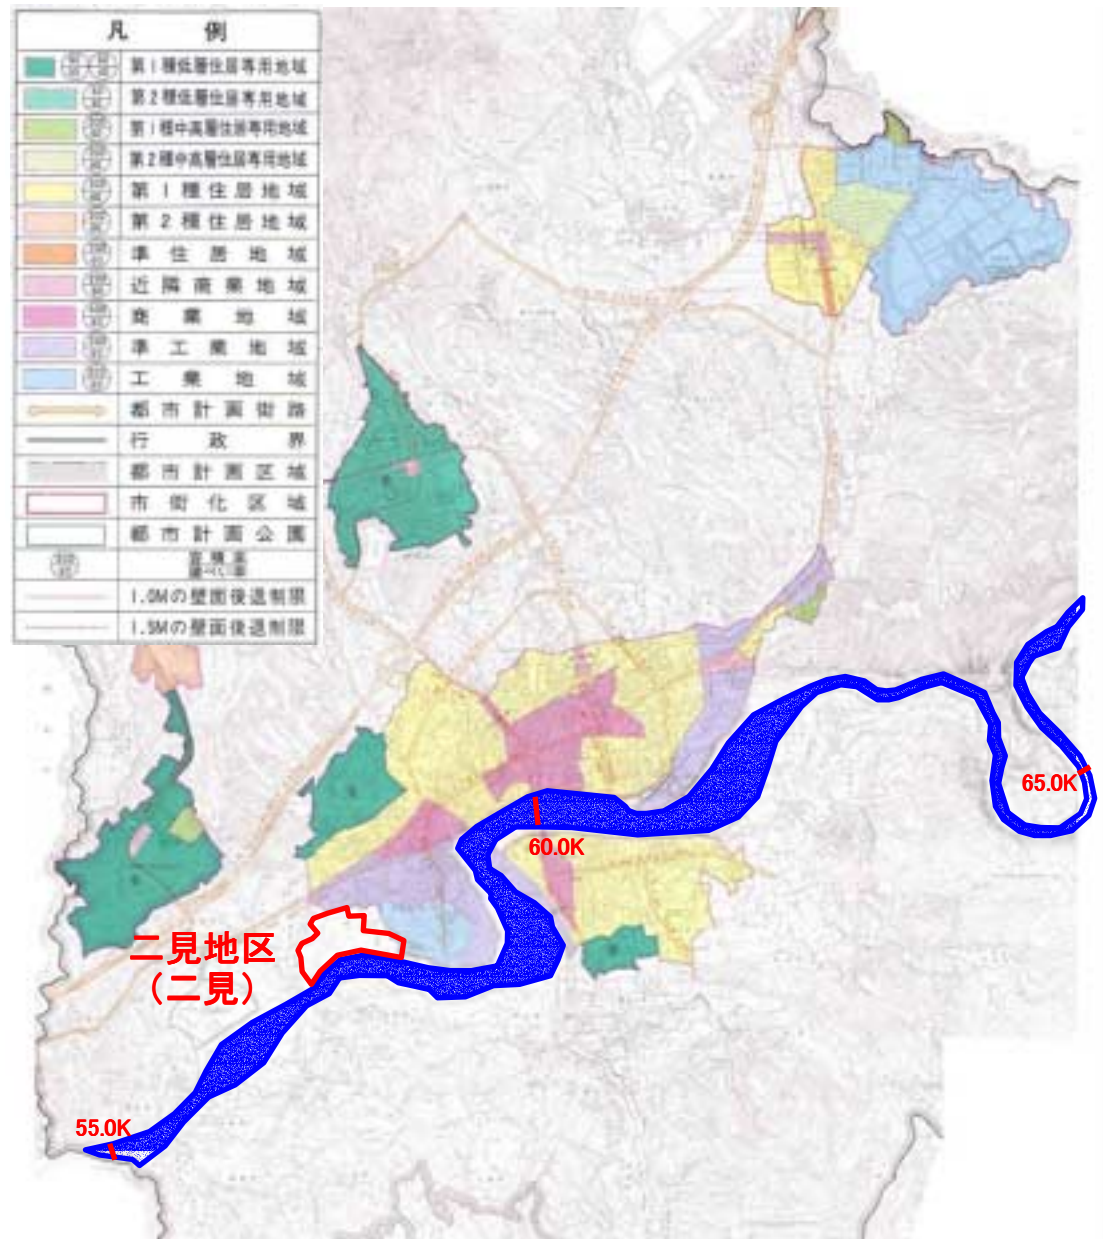 凡例
第1種低層住居専用地域
第2種低層住居専用地域
第1種中高層住居専用地域
第2種中高層住居専用地域
第1種住居地域
第2種住居地域
準住居地域
近隣商業地域
商業地域
準工業地域
工業地域
都市計画街路
行政界
都市計画区域
市街化区域
都市計画公園
1.0Mの壁面後退制限
1.5Mの壁面後退制限
65.0K
60.0K
二見地区
(二見)
55.0K